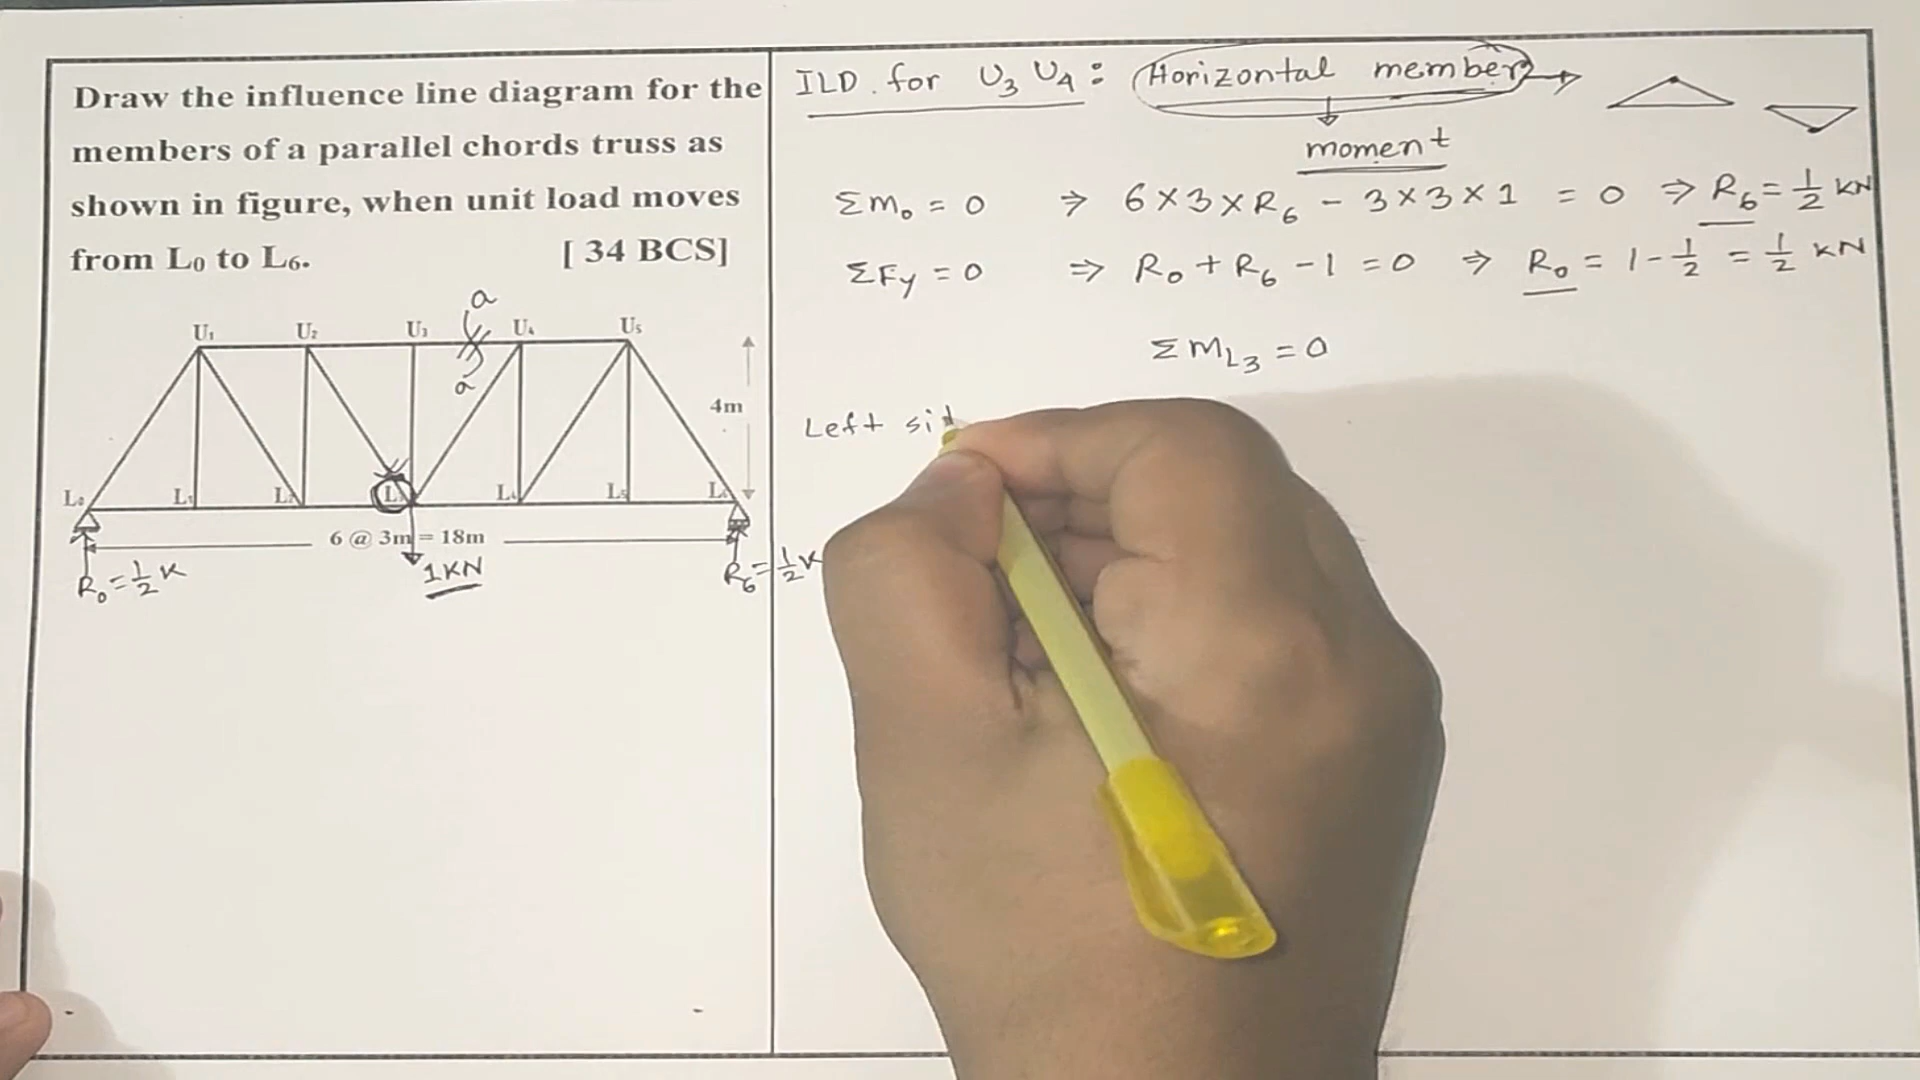 Draw the influence line diagram for the
members of a parallel chords truss as
shown in figure, when unit load moves
from L₀ to L₆. [ 34 BCS]
a
U₁ U₂ U₃ U₄ U₅
a
4m
L₀ L₁ L₂ L₃ L₄ L₅ L₆
6 @ 3m = 18m
R₀ = 1/2 K
1KN
R₆ = 1/2 K
ILD. for U₃ U₄ : Horizontal member
moment
Σm₀ = 0 ⇒ 6×3×R₆ - 3×3×1 = 0 ⇒ R₆ = 1/2 KN
ΣFy = 0 ⇒ R₀ + R₆ - 1 = 0 ⇒ R₀ = 1 - 1/2 = 1/2 KN
ΣM_L₃ = 0
Left